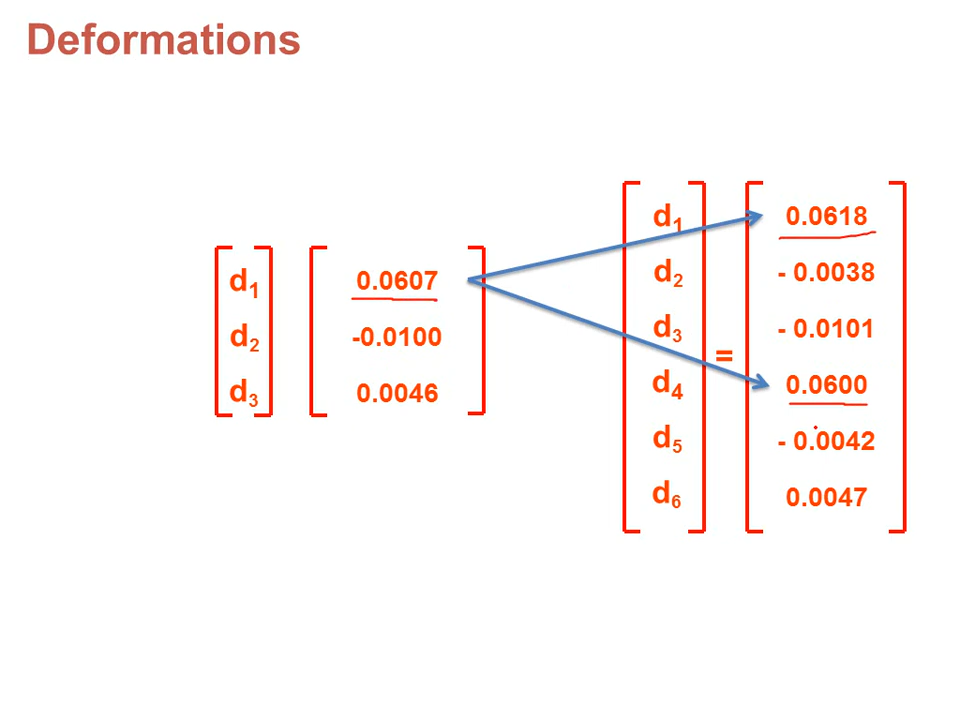 Deformations
d1
d2
d3
0.0607
-0.0100
0.0046
d1
d2
d3
d4
d5
d6
=
0.0618
- 0.0038
- 0.0101
0.0600
- 0.0042
0.0047